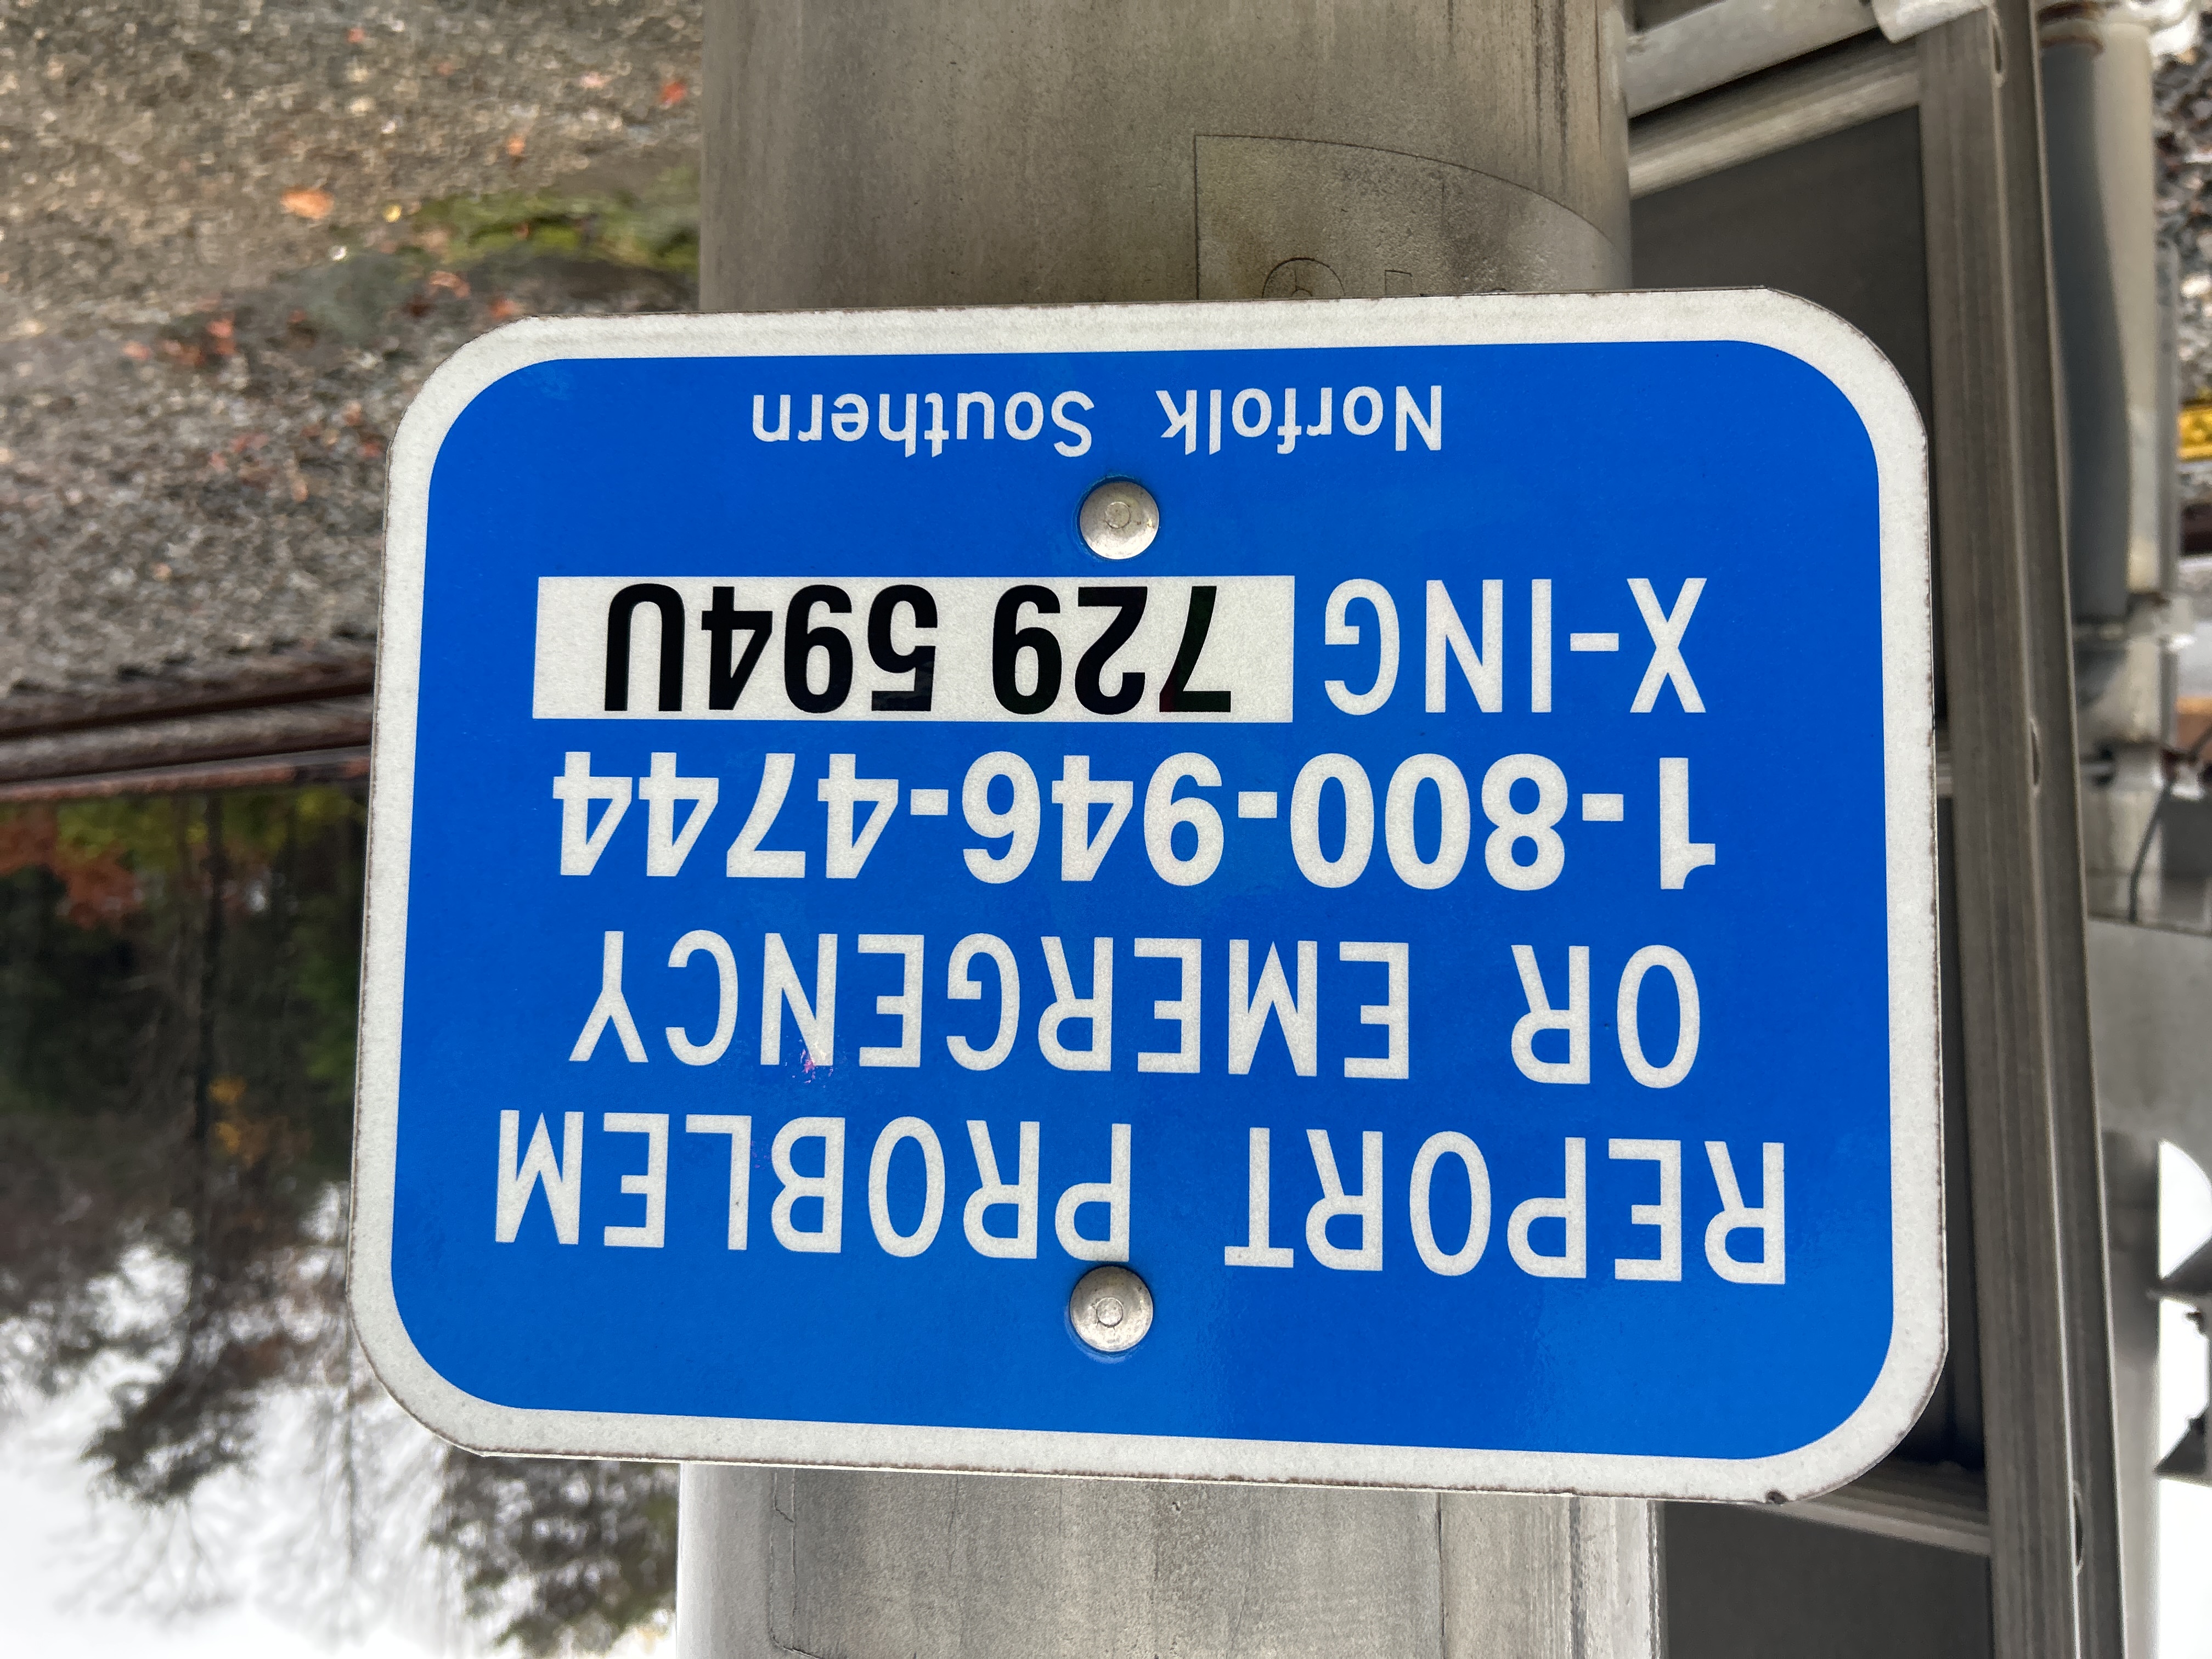 REPORT PROBLEM
OR EMERGENCY
1-800-946-4744
X-ING 729 594U
Norfolk Southern